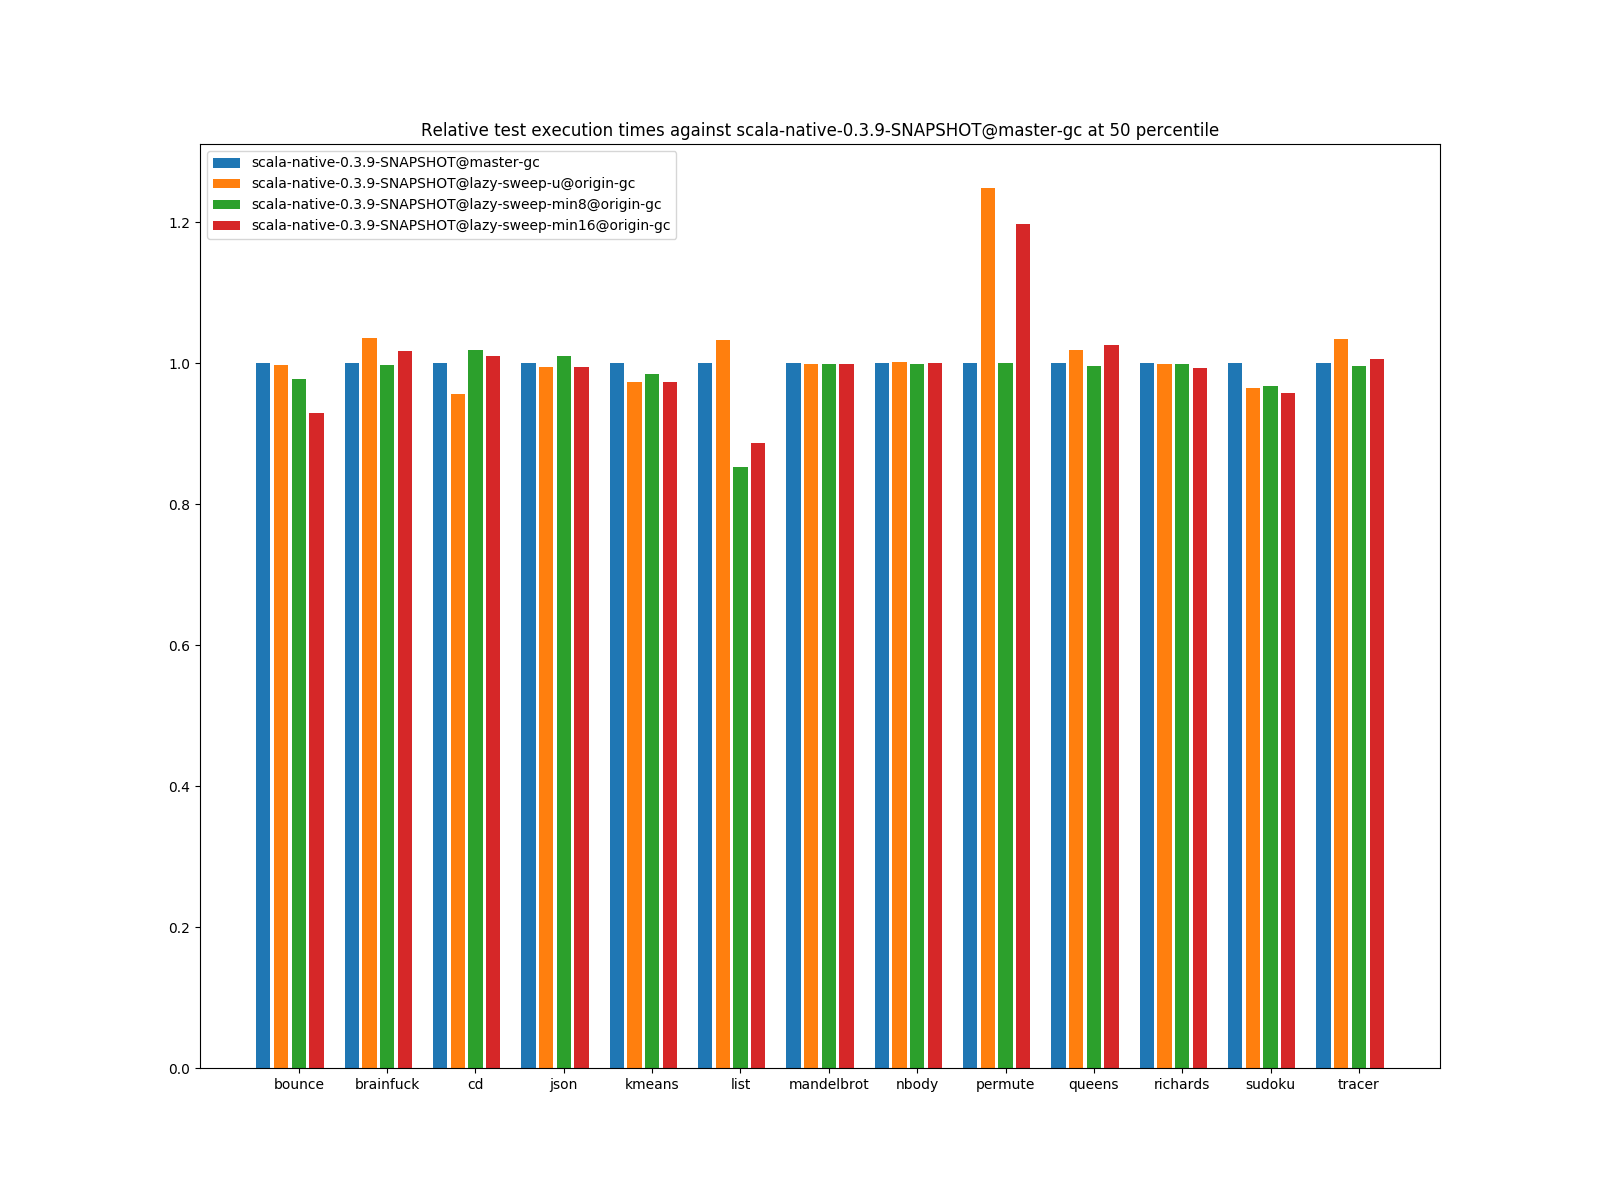 Relative test execution times against scala-native-0.3.9-SNAPSHOT@master-gc at 50 percentile
scala-native-0.3.9-SNAPSHOT@master-gc
scala-native-0.3.9-SNAPSHOT@lazy-sweep-u@origin-gc
scala-native-0.3.9-SNAPSHOT@lazy-sweep-min8@origin-gc
scala-native-0.3.9-SNAPSHOT@lazy-sweep-min16@origin-gc
1.2
1.0
0.8
0.6
0.4
0.2
0.0
bounce brainfuck cd json kmeans list mandelbrot nbody permute queens richards sudoku tracer